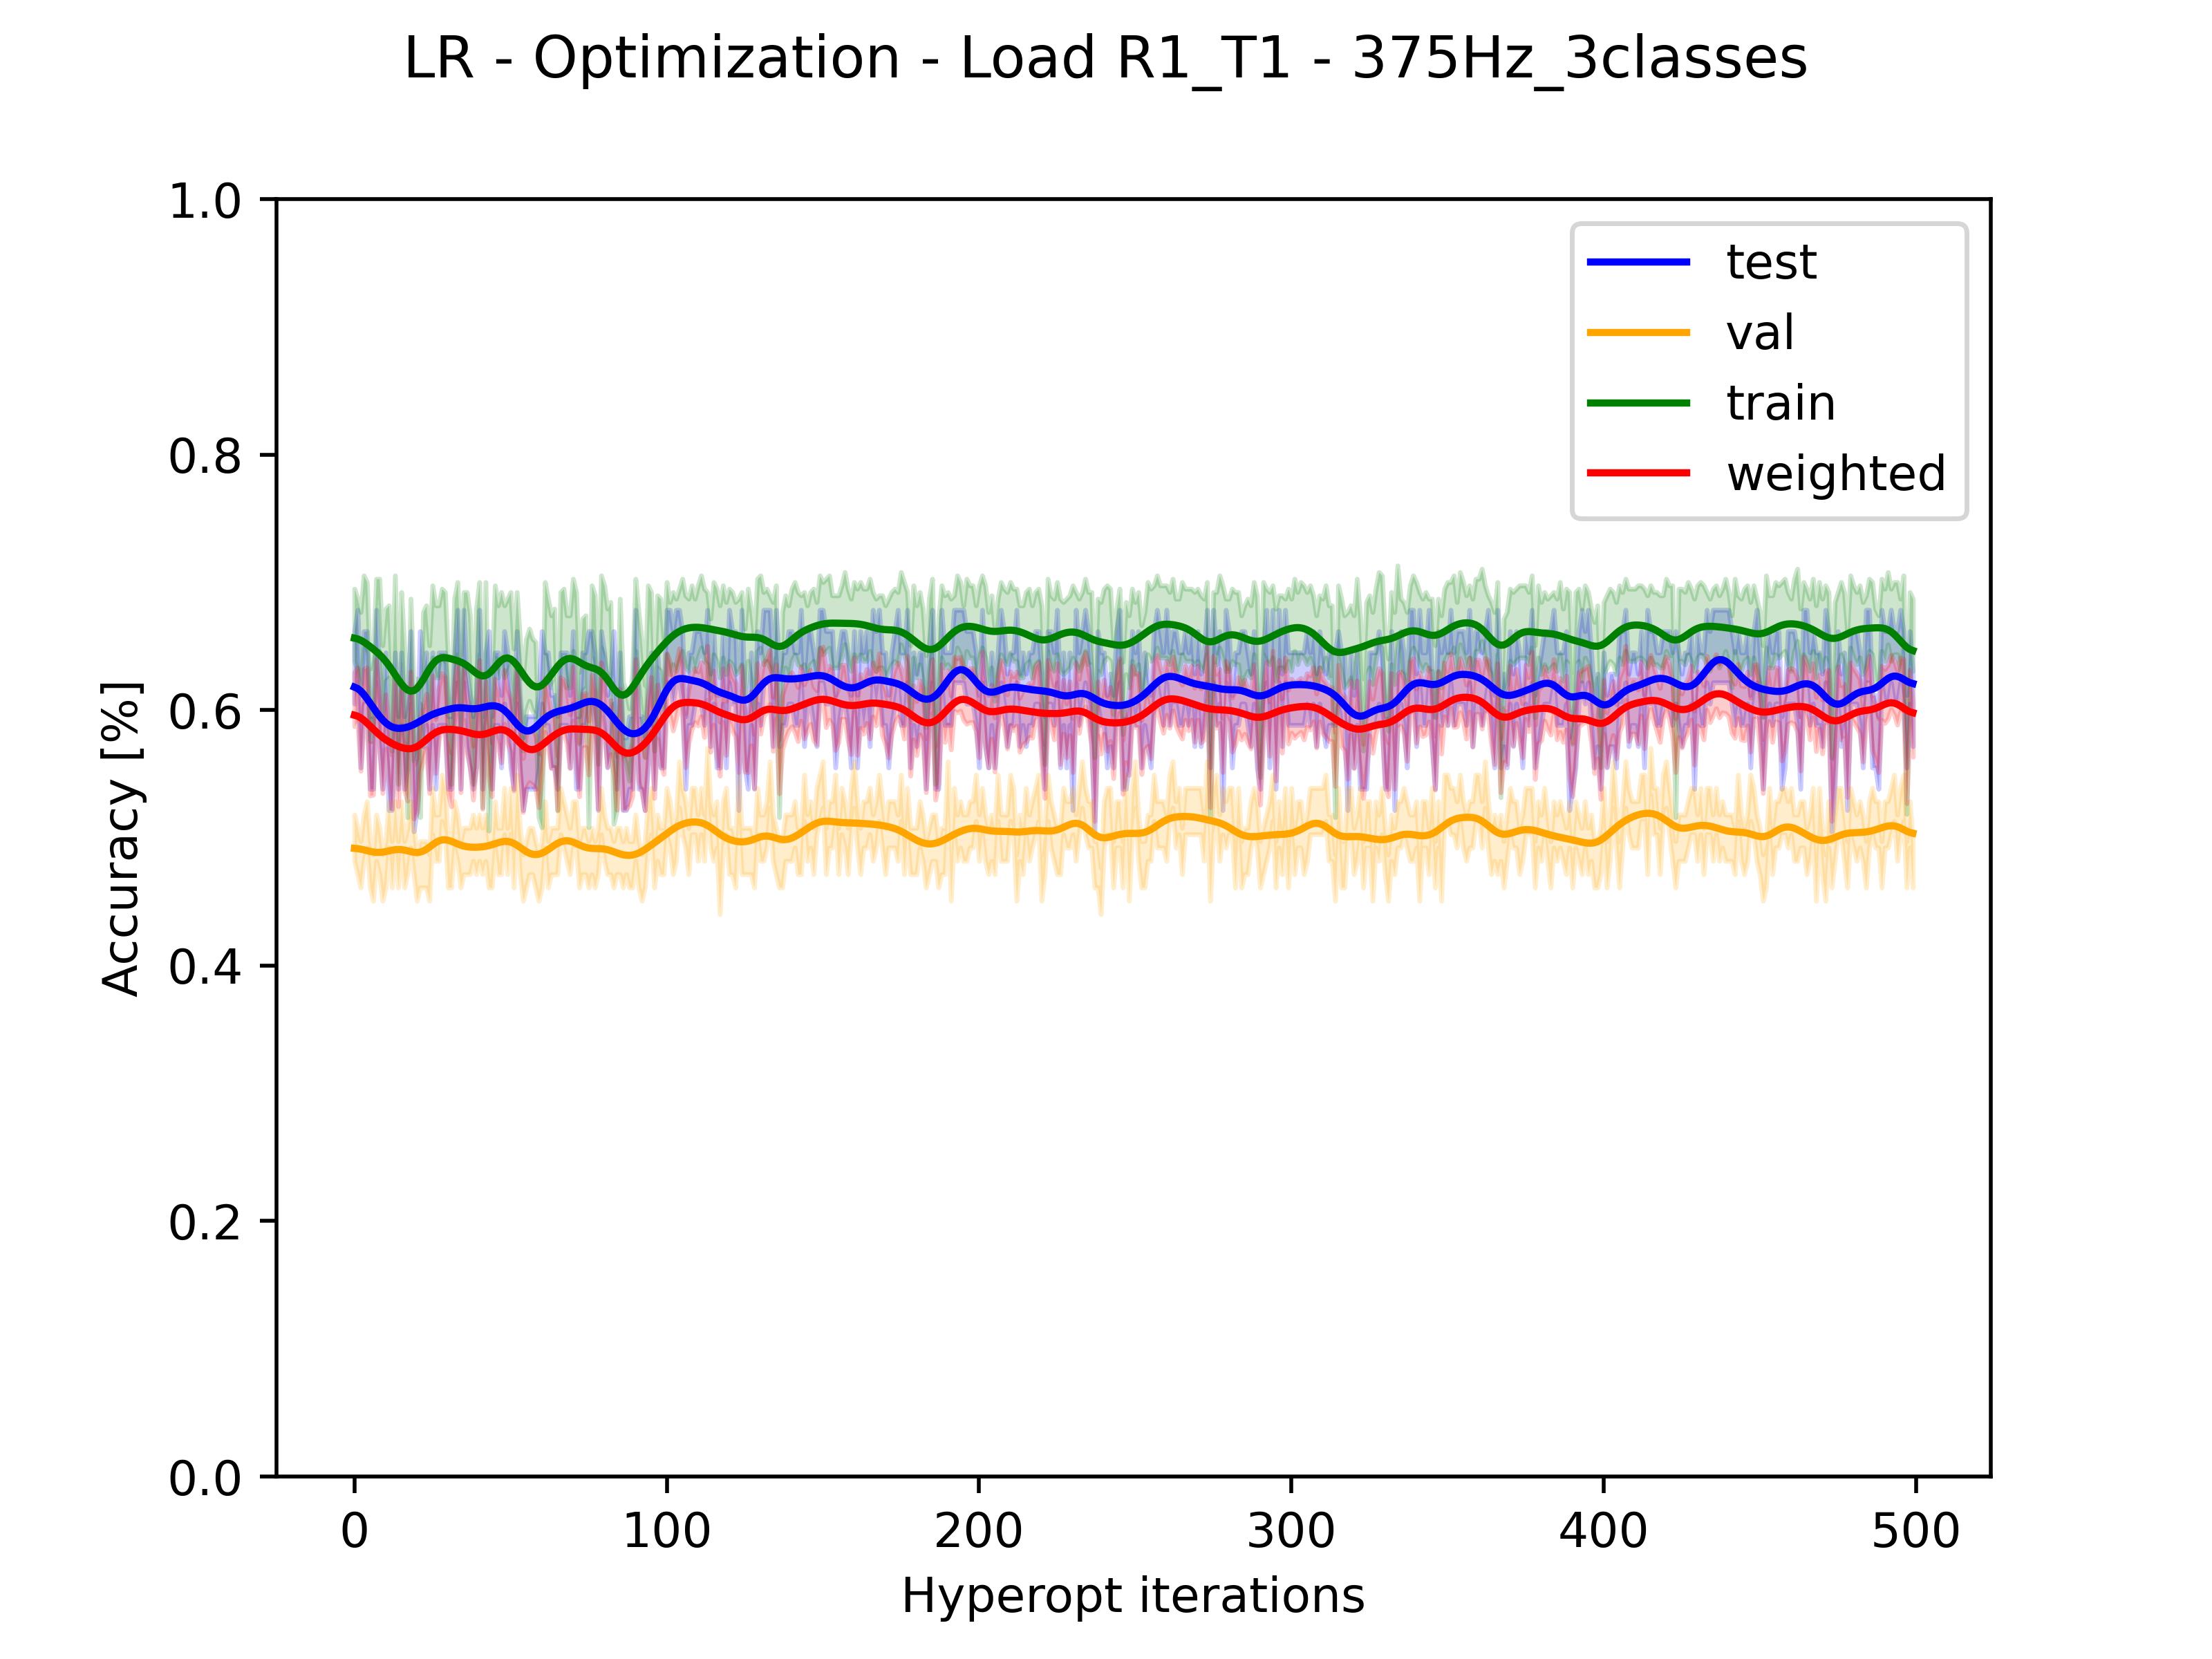 LR - Optimization - Load R1_T1 - 375Hz_3classes
1.0
0.8
0.6
0.4
0.2
0.0
Accuracy [%]
test
val
train
weighted
0 100 200 300 400 500
Hyperopt iterations